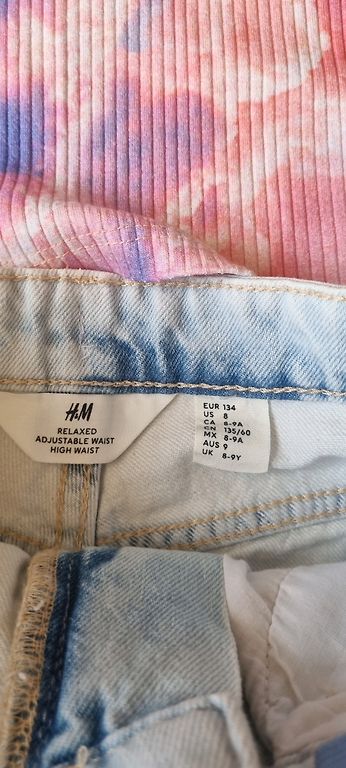 H&M
RELAXED
ADJUSTABLE WAIST
HIGH WAIST
EUR 134
US 8
CA 8-9A
CN 135/60
MX 8-9A
AUS 9
UK 8-9Y